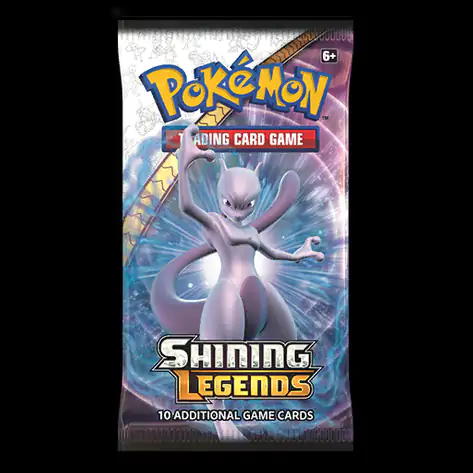 6+
POKéMON
TRADING CARD GAME
SHINING
LEGENDS
10 ADDITIONAL GAME CARDS